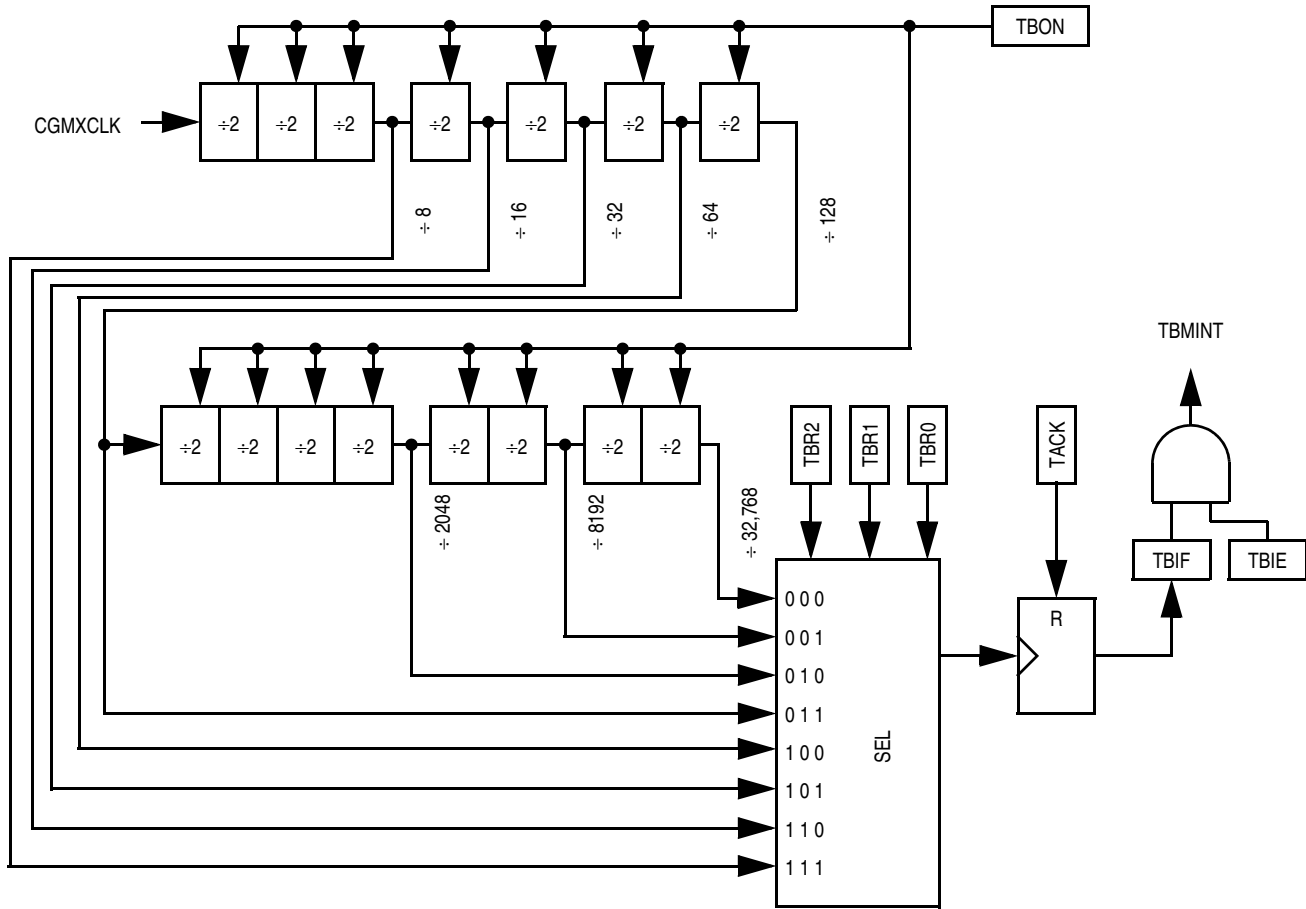 TBON
CGMXCLK
÷2
÷2
÷2
÷2
÷2
÷2
÷2
÷ 8
÷ 16
÷ 32
÷ 64
÷ 128
TBMINT
÷2
÷2
÷2
÷2
÷2
÷2
÷2
÷2
TBR2
TBR1
TBR0
TACK
÷ 2048
÷ 8192
÷ 32,768
TBIF
TBIE
0 0 0
0 0 1
0 1 0
0 1 1
1 0 0
1 0 1
1 1 0
1 1 1
SEL
R